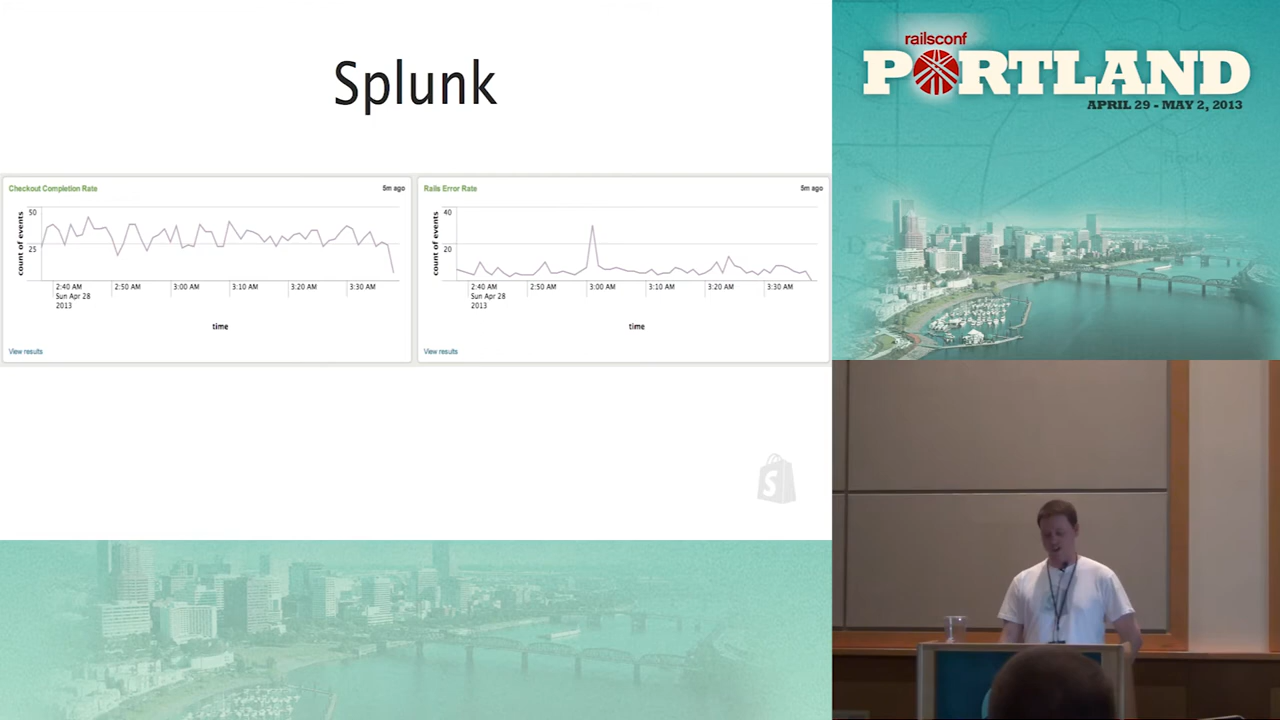 Splunk
Checkout Completion Rate
5m ago
count of events
50
25
2:40 AM
Sun Apr 28
2013
2:50 AM
3:00 AM
3:10 AM
3:20 AM
3:30 AM
time
View results
Rails Error Rate
5m ago
count of events
40
20
2:40 AM
Sun Apr 28
2013
2:50 AM
3:00 AM
3:10 AM
3:20 AM
3:30 AM
time
View results
S
railsconf
PORTLAND
APRIL 29 - MAY 2, 2013